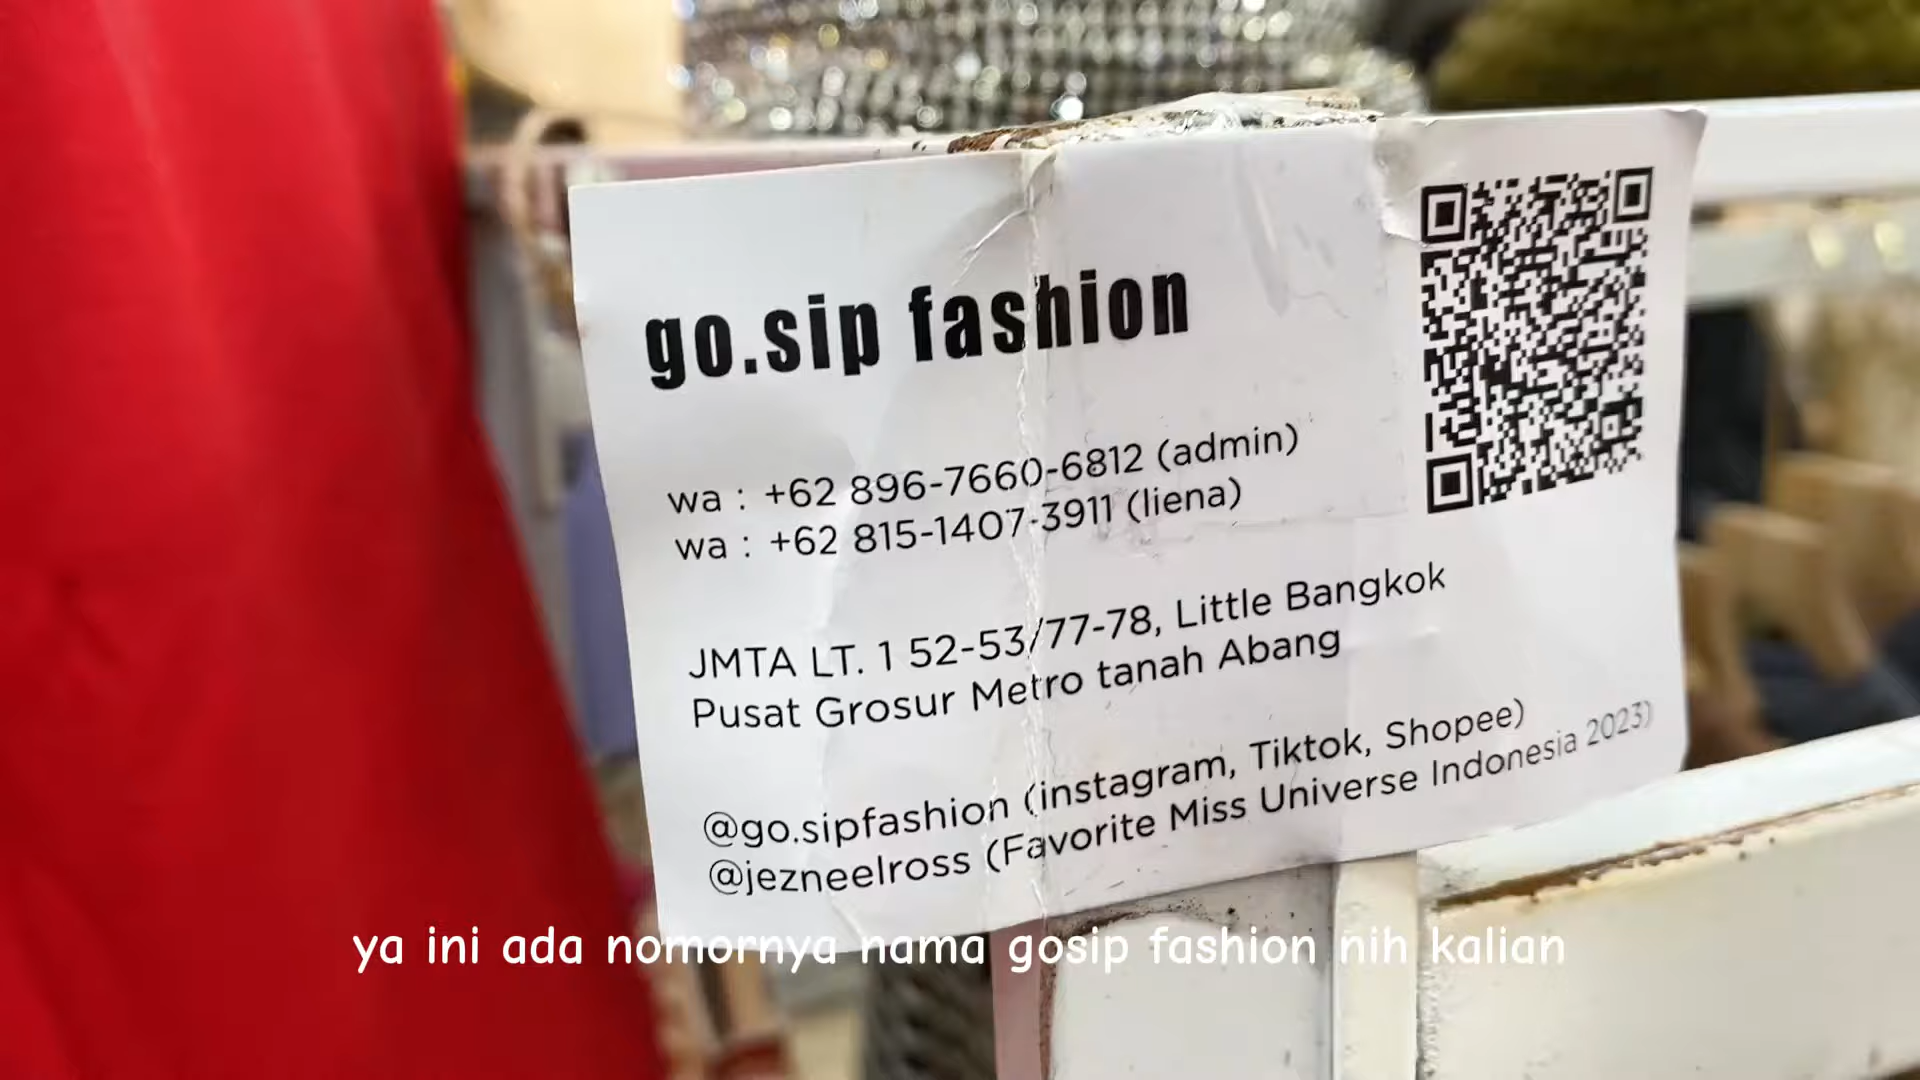 go.sip fashion
wa : +62 896-7660-6812 (admin)
wa : +62 815-1407-3911 (liena)
JMTA LT. 1 52-53/77-78, Little Bangkok
Pusat Grosur Metro tanah Abang
@go.sipfashion (instagram, Tiktok, Shopee)
@jezneelross (Favorite Miss Universe Indonesia 2023)
ya ini ada nomornya nama gosip fashion nih kalian